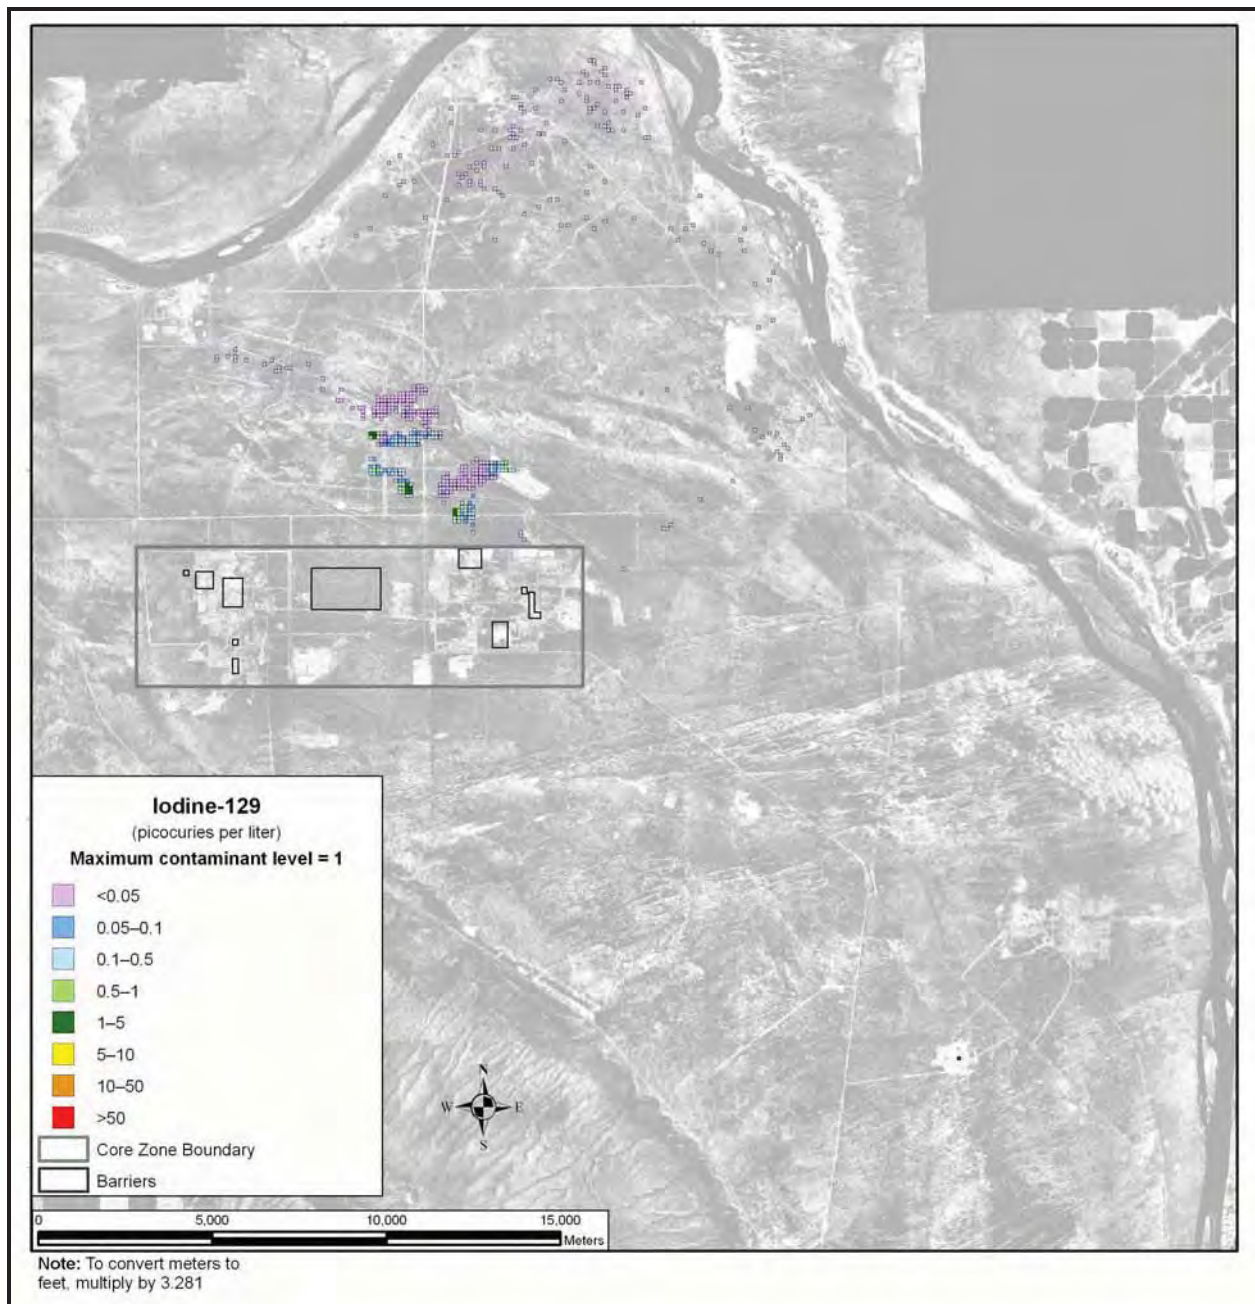 Iodine-129
(picocuries per liter)
Maximum contaminant level = 1
<0.05
0.05–0.1
0.1–0.5
0.5–1
1–5
5–10
10–50
>50
Core Zone Boundary
Barriers
N
W E
S
0 5,000 10,000 15,000
Meters
Note: To convert meters to
feet, multiply by 3.281